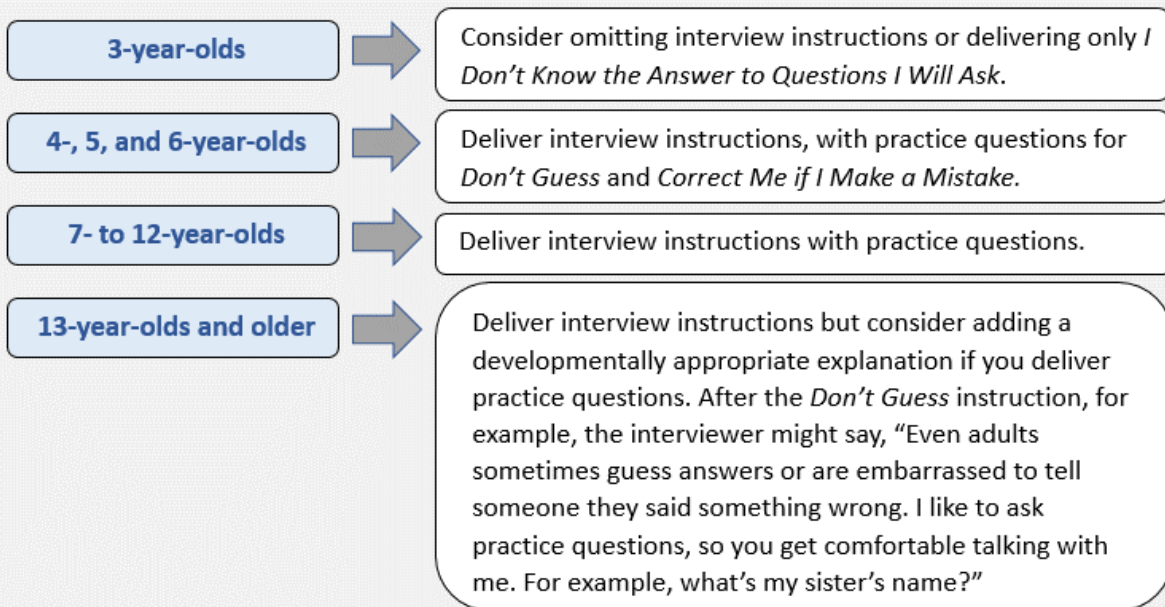 3-year-olds
Consider omitting interview instructions or delivering only I
Don’t Know the Answer to Questions I Will Ask.
4-, 5, and 6-year-olds
Deliver interview instructions, with practice questions for
Don’t Guess and Correct Me if I Make a Mistake.
7- to 12-year-olds
Deliver interview instructions with practice questions.
13-year-olds and older
Deliver interview instructions but consider adding a
developmentally appropriate explanation if you deliver
practice questions. After the Don’t Guess instruction, for
example, the interviewer might say, “Even adults
sometimes guess answers or are embarrassed to tell
someone they said something wrong. I like to ask
practice questions, so you get comfortable talking with
me. For example, what’s my sister’s name?”